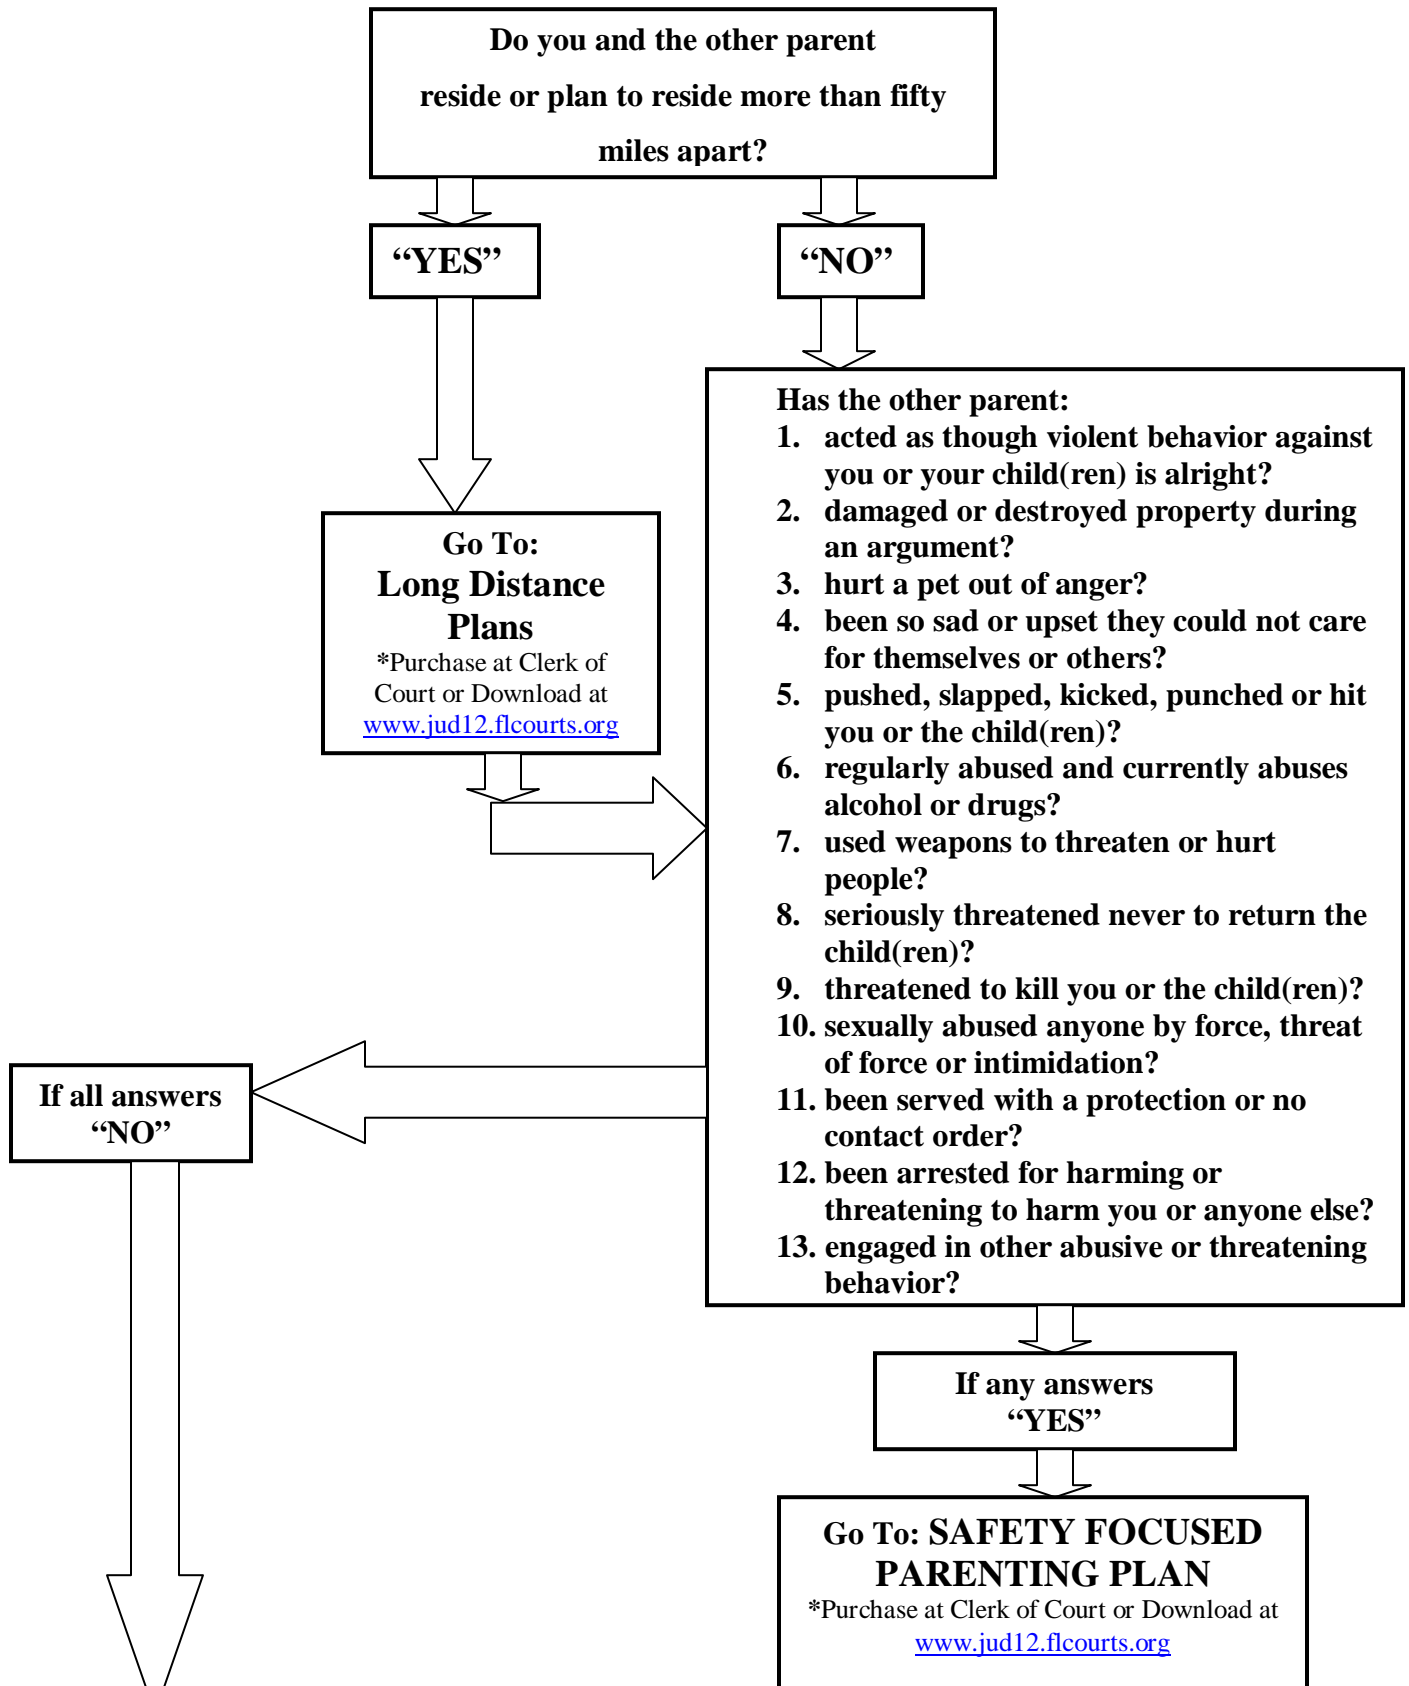 Do you and the other parent
reside or plan to reside more than fifty
miles apart?
“YES”
“NO”
Has the other parent:
1. acted as though violent behavior against
you or your child(ren) is alright?
2. damaged or destroyed property during
an argument?
3. hurt a pet out of anger?
4. been so sad or upset they could not care
for themselves or others?
5. pushed, slapped, kicked, punched or hit
you or the child(ren)?
6. regularly abused and currently abuses
alcohol or drugs?
7. used weapons to threaten or hurt
people?
8. seriously threatened never to return the
child(ren)?
9. threatened to kill you or the child(ren)?
10. sexually abused anyone by force, threat
of force or intimidation?
11. been served with a protection or no
contact order?
12. been arrested for harming or
threatening to harm you or anyone else?
13. engaged in other abusive or threatening
behavior?
Go To:
Long Distance
Plans
*Purchase at Clerk of
Court or Download at
www.jud12.flcourts.org
If all answers
“NO”
If any answers
“YES”
Go To: SAFETY FOCUSED
PARENTING PLAN
*Purchase at Clerk of Court or Download at
www.jud12.flcourts.org